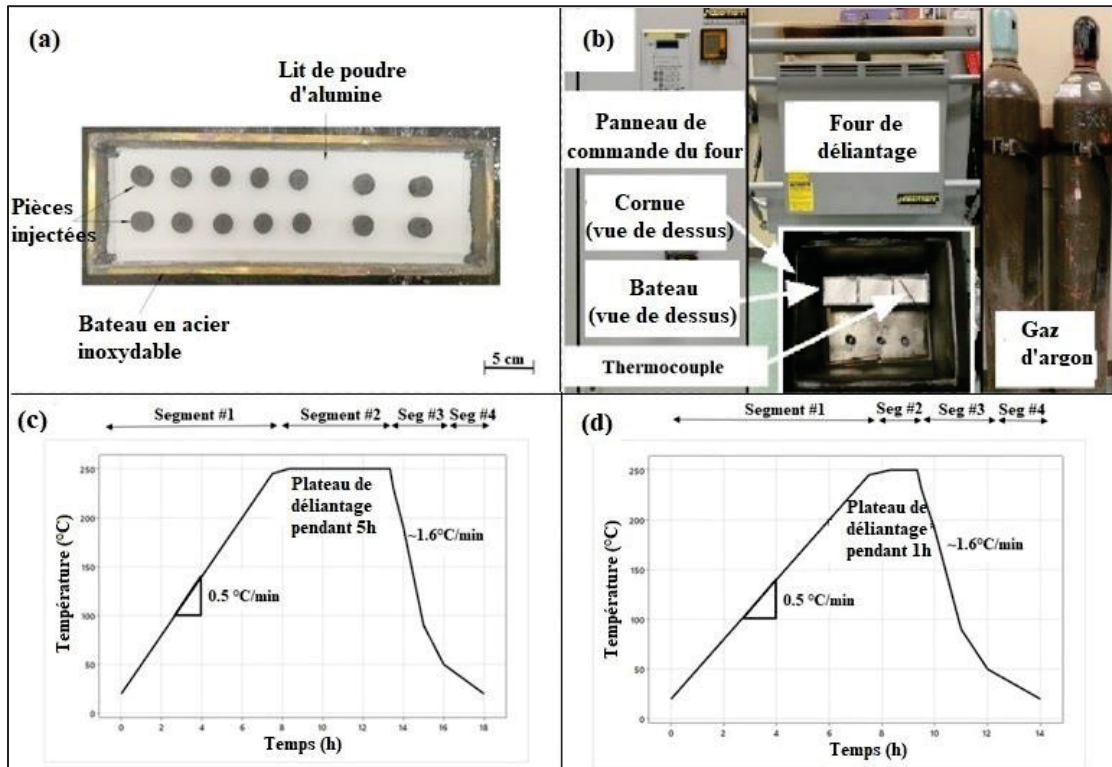 (a)
Lit de poudre
d'alumine
Pièces
injectées
Bateau en acier
inoxydable
5 cm
(b)
Panneau de
commande du four
Cornue
(vue de dessus)
Bateau
(vue de dessus)
Thermocouple
Four de
déliantage
Gaz
d'argon
(c)
Segment #1 Segment #2 Seg #3 Seg #4
Température (°C)
250
200
150
100
50
0
Plateau de
déliantage
pendant 5h
~1.6°C/min
0.5 °C/min
0 2 4 6 8 10 12 14 16 18
Temps (h)
(d)
Segment #1 Seg #2 Seg #3 Seg #4
Température (°C)
250
200
150
100
50
0
Plateau de
déliantage
pendant 1h
~1.6°C/min
0.5 °C/min
0 2 4 6 8 10 12 14
Temps (h)